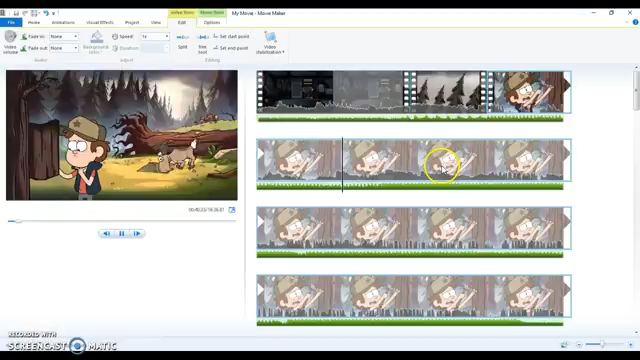 Video Tools
Music Tools
My Movie - Movie Maker
File
Home
Animations
Visual Effects
Project
View
Edit
Options
Video
volume
Fade in:
None
Fade out:
None
Audio
Background
color
Speed:
1x
Duration:
Adjust
Split
Trim
tool
Set start point
Set end point
Editing
Video
stabilization
RECORDED WITH
SCREENCAST MATIC